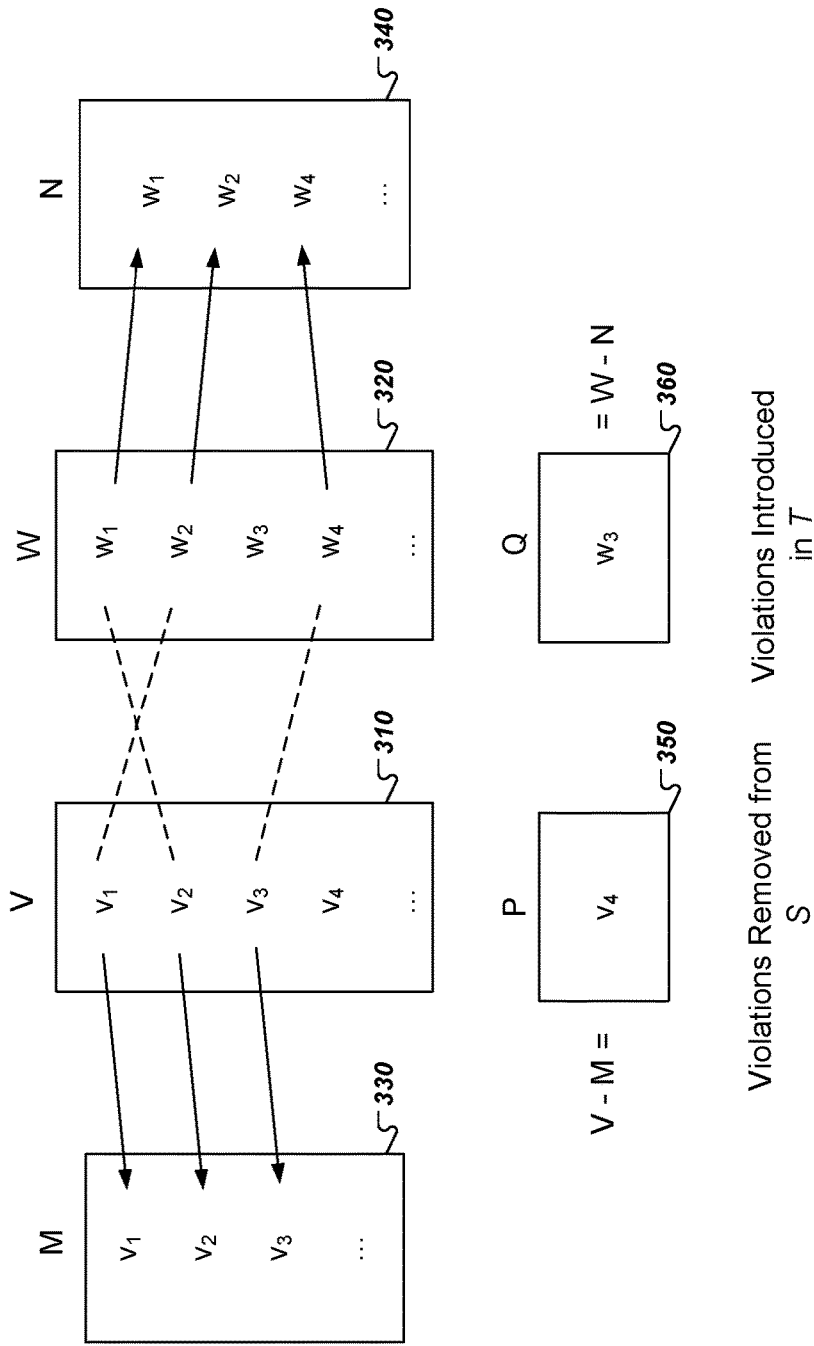 M
V
W
N
v1
v2
v3
...
330
v1
v2
v3
v4
...
310
w1
w2
w3
w4
...
320
w1
w2
w4
...
340
V - M =
P
v4
350
Q
w3
360
= W - N
Violations Removed from
S
Violations Introduced
in T